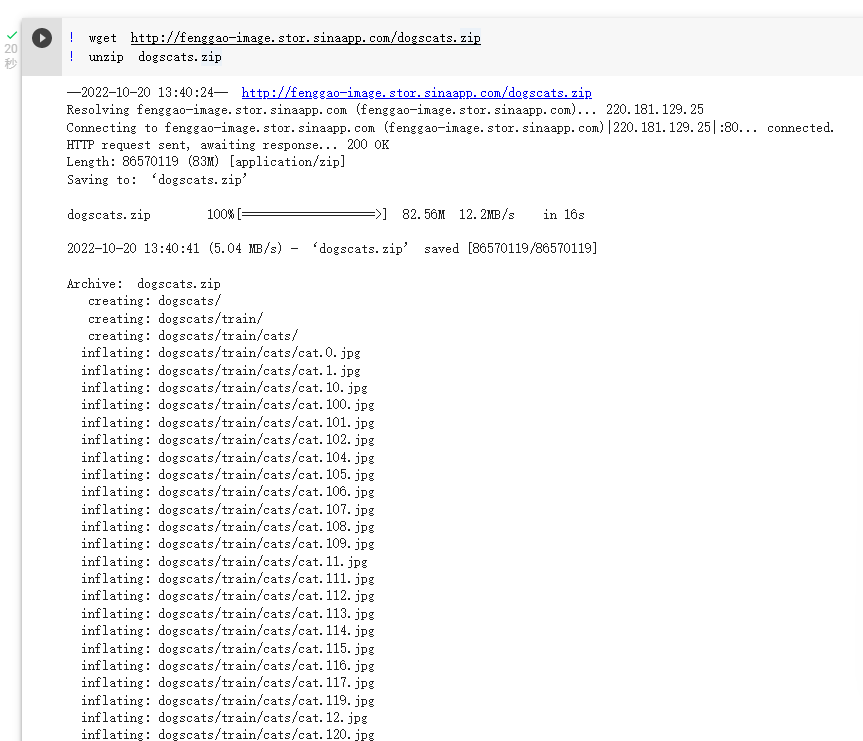 ! wget http://fenggao-image.stor.sinaapp.com/dogscats.zip
! unzip dogscats.zip
20
秒
--2022-10-20 13:40:24-- http://fenggao-image.stor.sinaapp.com/dogscats.zip
Resolving fenggao-image.stor.sinaapp.com (fenggao-image.stor.sinaapp.com)... 220.181.129.25
Connecting to fenggao-image.stor.sinaapp.com (fenggao-image.stor.sinaapp.com)|220.181.129.25|:80... connected.
HTTP request sent, awaiting response... 200 OK
Length: 86570119 (83M) [application/zip]
Saving to: ‘dogscats.zip’
dogscats.zip 100%[===================>] 82.56M 12.2MB/s in 16s
2022-10-20 13:40:41 (5.04 MB/s) - ‘dogscats.zip’ saved [86570119/86570119]
Archive: dogscats.zip
creating: dogscats/
creating: dogscats/train/
creating: dogscats/train/cats/
inflating: dogscats/train/cats/cat.0.jpg
inflating: dogscats/train/cats/cat.1.jpg
inflating: dogscats/train/cats/cat.10.jpg
inflating: dogscats/train/cats/cat.100.jpg
inflating: dogscats/train/cats/cat.101.jpg
inflating: dogscats/train/cats/cat.102.jpg
inflating: dogscats/train/cats/cat.104.jpg
inflating: dogscats/train/cats/cat.105.jpg
inflating: dogscats/train/cats/cat.106.jpg
inflating: dogscats/train/cats/cat.107.jpg
inflating: dogscats/train/cats/cat.108.jpg
inflating: dogscats/train/cats/cat.109.jpg
inflating: dogscats/train/cats/cat.11.jpg
inflating: dogscats/train/cats/cat.111.jpg
inflating: dogscats/train/cats/cat.112.jpg
inflating: dogscats/train/cats/cat.113.jpg
inflating: dogscats/train/cats/cat.114.jpg
inflating: dogscats/train/cats/cat.115.jpg
inflating: dogscats/train/cats/cat.116.jpg
inflating: dogscats/train/cats/cat.117.jpg
inflating: dogscats/train/cats/cat.119.jpg
inflating: dogscats/train/cats/cat.12.jpg
inflating: dogscats/train/cats/cat.120.jpg